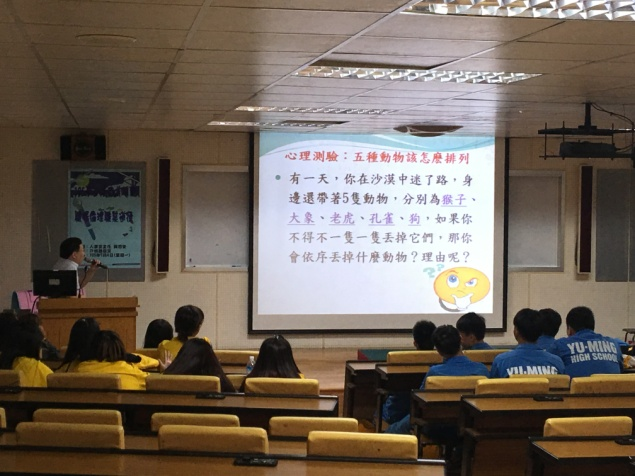 心理測驗：五種動物該怎麼排列
有一天，你在沙漠中迷了路，身
邊還帶著5隻動物，分別為猴子、
大象、老虎、孔雀、狗，如果你
不得不一隻一隻丟掉它們，那你
會依序丟掉什麼動物？理由呢？
??
YU-MING
YU-MING
HIGH SCHOOL